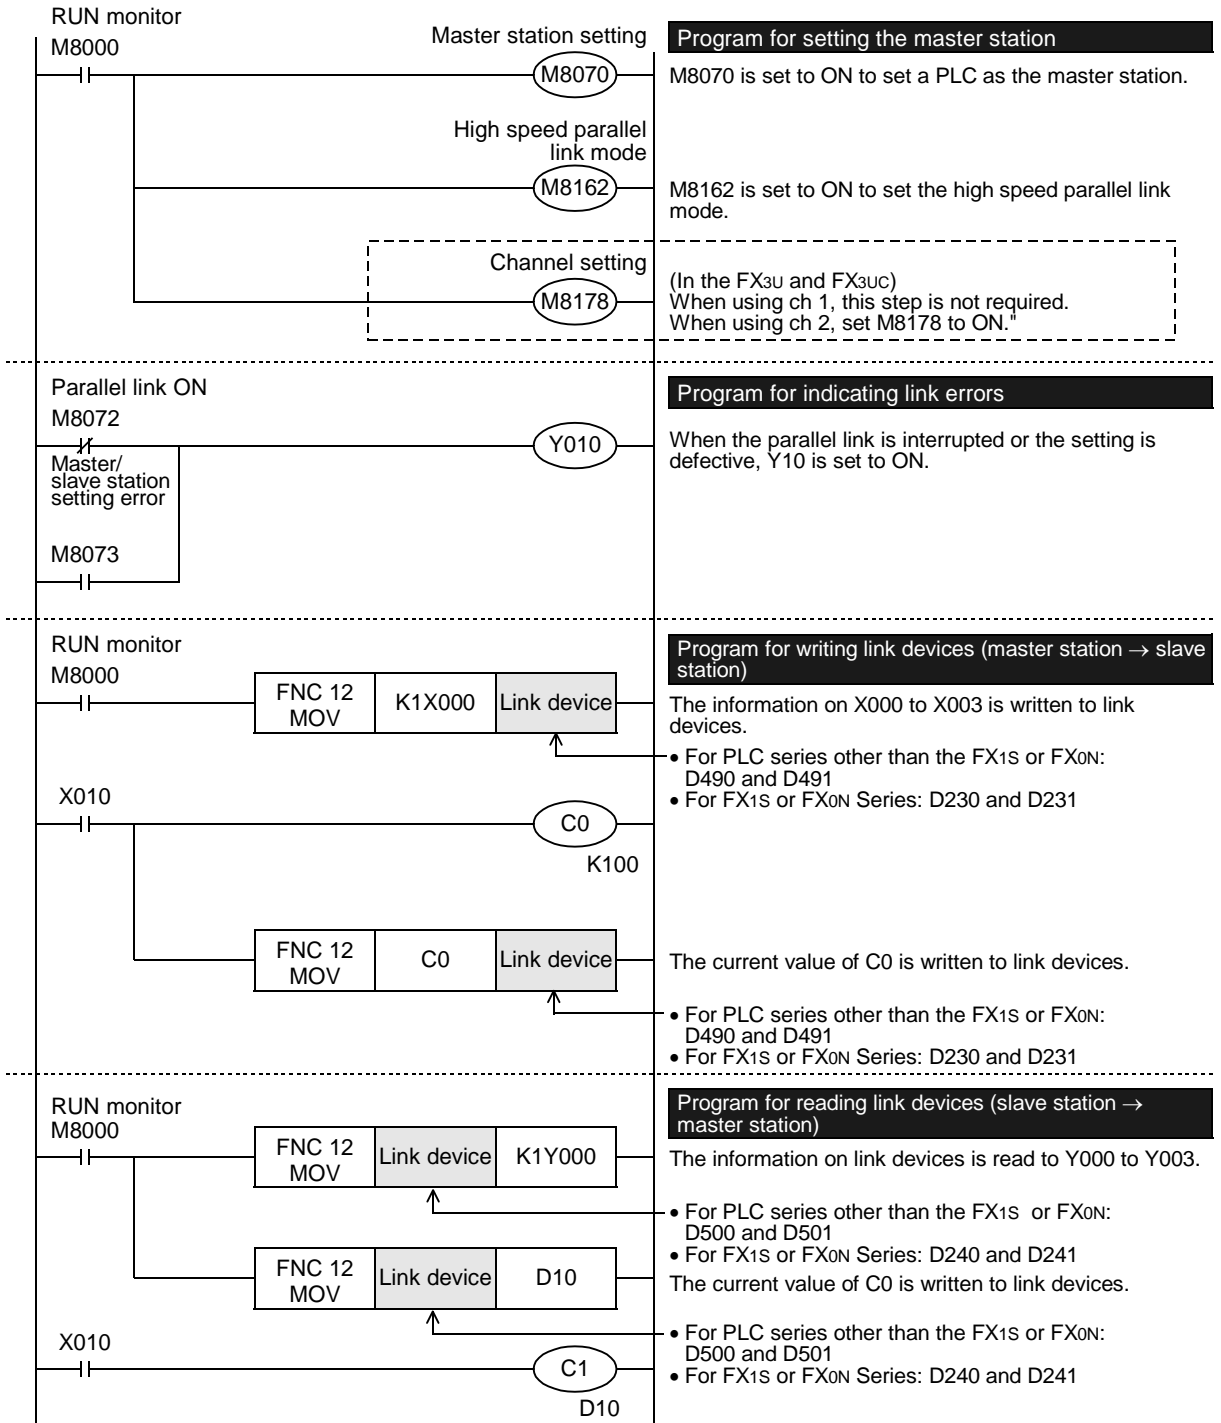 RUN monitor
M8000
Master station setting
M8070
Program for setting the master station
M8070 is set to ON to set a PLC as the master station.
High speed parallel
link mode
M8162
M8162 is set to ON to set the high speed parallel link
mode.
Channel setting
M8178
(In the FX3U and FX3UC)
When using ch 1, this step is not required.
When using ch 2, set M8178 to ON."
Parallel link ON
M8072
Master/
slave station
setting error
M8073
Y010
Program for indicating link errors
When the parallel link is interrupted or the setting is
defective, Y10 is set to ON.
RUN monitor
M8000
FNC 12
MOV
K1X000
Link device
Program for writing link devices (master station → slave
station)
The information on X000 to X003 is written to link
devices.
• For PLC series other than the FX1S or FX0N:
D490 and D491
• For FX1S or FX0N Series: D230 and D231
X010
C0
K100
FNC 12
MOV
C0
Link device
The current value of C0 is written to link devices.
• For PLC series other than the FX1S or FX0N:
D490 and D491
• For FX1S or FX0N Series: D230 and D231
RUN monitor
M8000
FNC 12
MOV
Link device
K1Y000
Program for reading link devices (slave station →
master station)
The information on link devices is read to Y000 to Y003.
• For PLC series other than the FX1S or FX0N:
D500 and D501
• For FX1S or FX0N Series: D240 and D241
FNC 12
MOV
Link device
D10
The current value of C0 is written to link devices.
• For PLC series other than the FX1S or FX0N:
D500 and D501
• For FX1S or FX0N Series: D240 and D241
X010
C1
D10